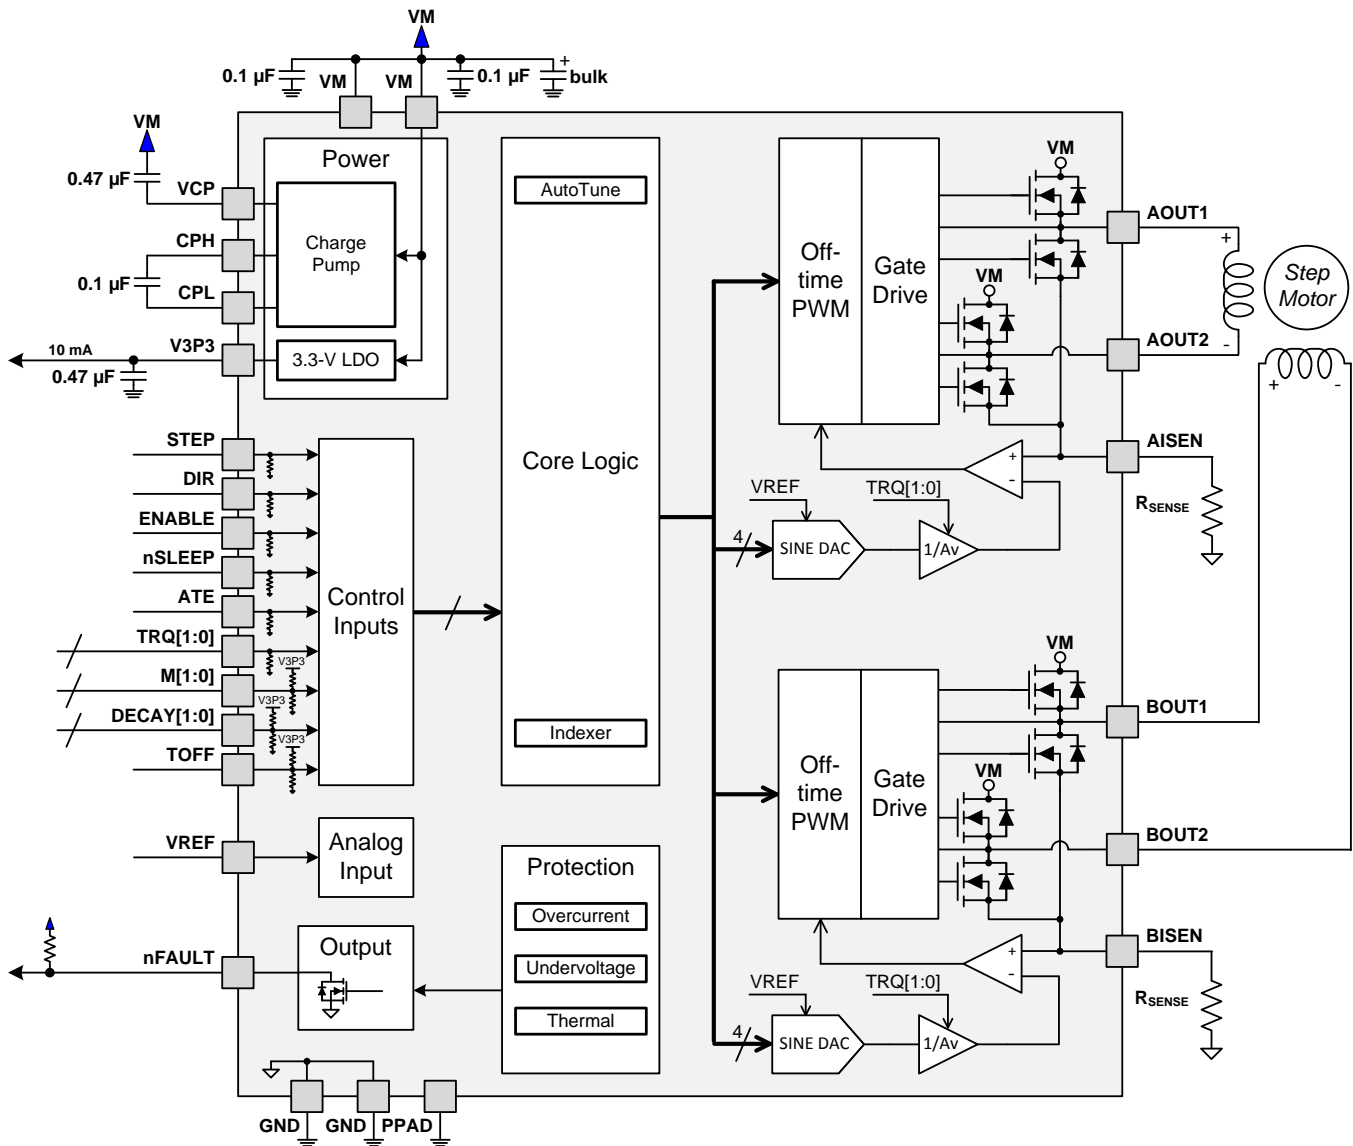 VM
0.1 µF
VM
VM
0.1 µF
+
bulk
VM
0.47 µF
VCP
CPH
0.1 µF
CPL
10 mA
V3P3
0.47 µF
Power
Charge
Pump
3.3-V LDO
STEP
DIR
ENABLE
nSLEEP
ATE
TRQ[1:0]
M[1:0]
DECAY[1:0]
TOFF
V3P3
V3P3
V3P3
Control
Inputs
VREF
Analog
Input
nFAULT
Output
GND
GND
PPAD
AutoTune
Core Logic
Indexer
Protection
Overcurrent
Undervoltage
Thermal
Off-
time
PWM
Gate
Drive
VM
VM
AOUT1
+
Step
Motor
AOUT2
-
+
-
AISEN
RSENSE
+
-
VREF
TRQ[1:0]
4
SINE DAC
1/Av
Off-
time
PWM
Gate
Drive
VM
VM
BOUT1
BOUT2
BISEN
RSENSE
+
-
VREF
TRQ[1:0]
4
SINE DAC
1/Av